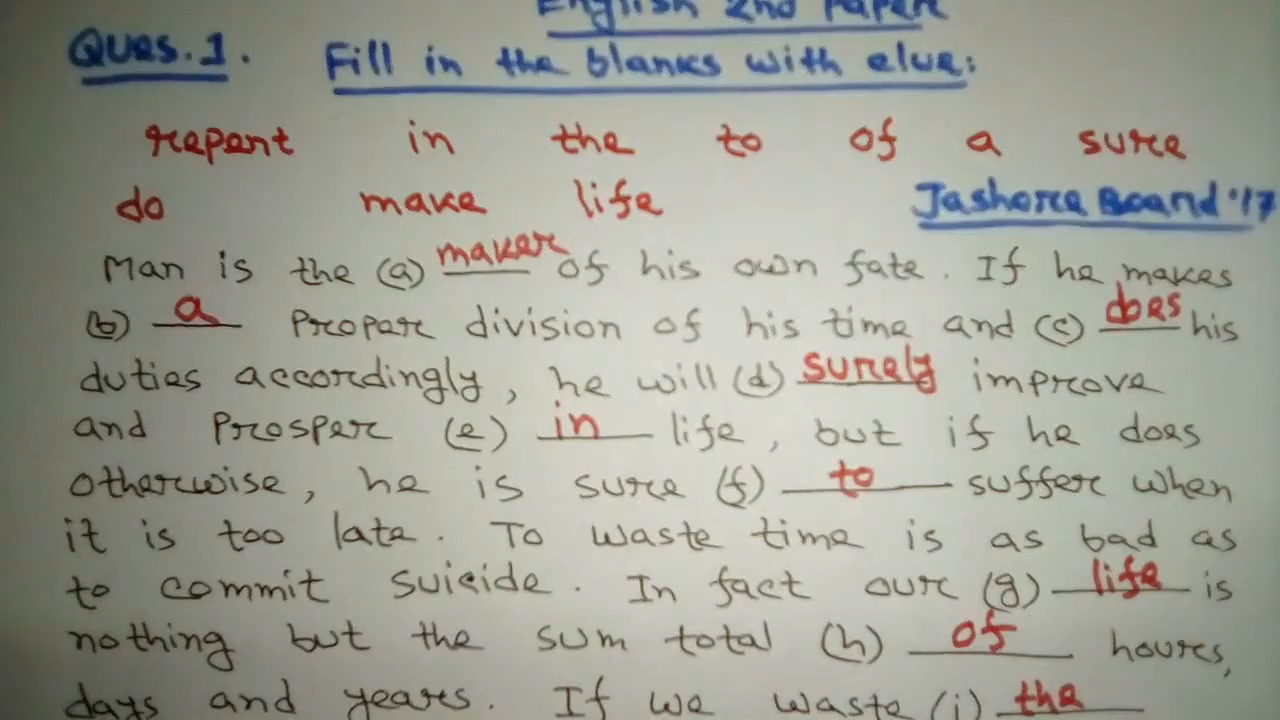 English 2nd Paper
Ques.1. Fill in the blanks with clue:
repent in the to of a sure
do make life Jashore Board '17
Man is the (a) maker of his own fate. If he makes
(b) a proper division of his time and (c) does his
duties accordingly, he will (d) surely improve
and prosper (e) in life, but if he does
otherwise, he is sure (f) to suffer when
it is too late. To waste time is as bad as
to commit suicide. In fact our (g) life is
nothing but the sum total (h) of hours,
days and years. If we waste (i) the